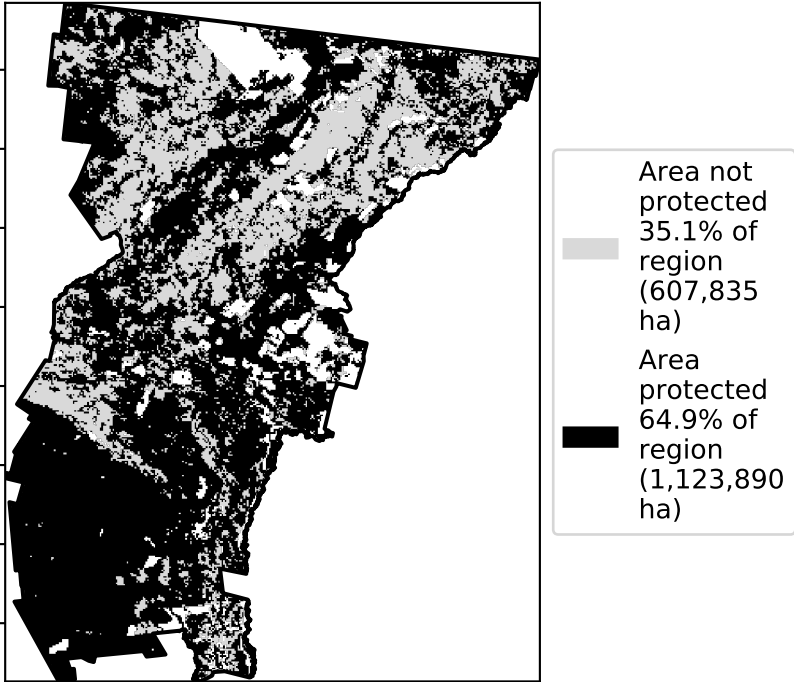 Area not
protected
35.1% of
region
(607,835
ha)
Area
protected
64.9% of
region
(1,123,890
ha)